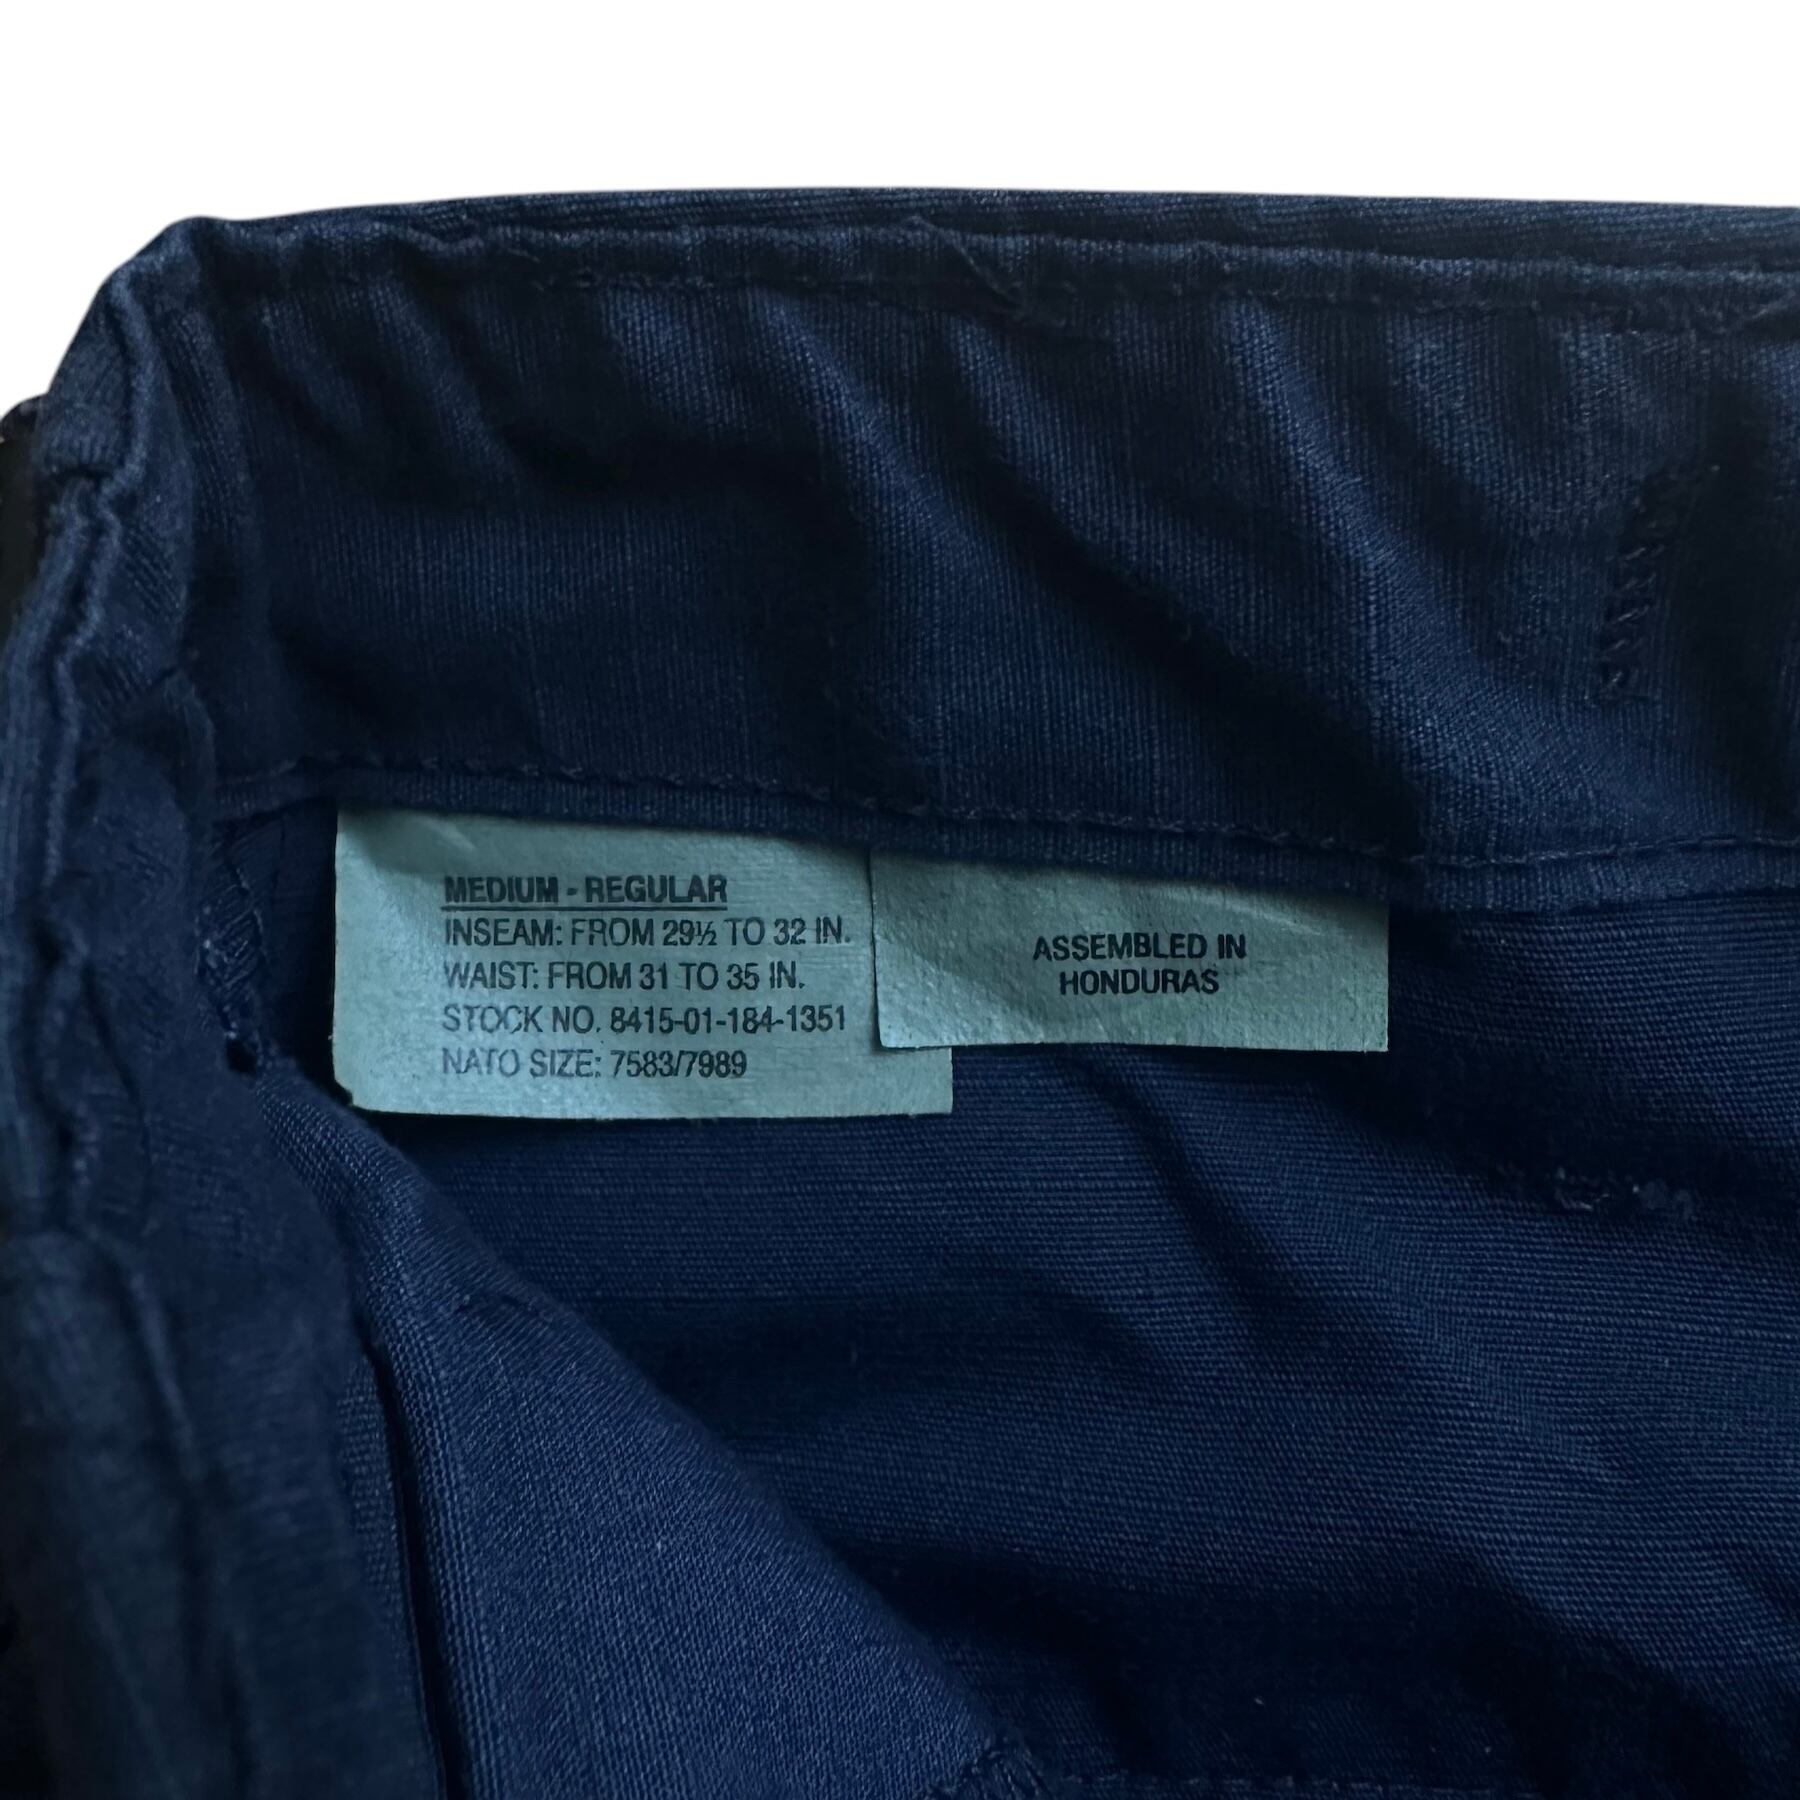 MEDIUM - REGULAR
INSEAM: FROM 29½ TO 32 IN.
WAIST: FROM 31 TO 35 IN.
STOCK NO. 8415-01-184-1351
NATO SIZE: 7583/7989
ASSEMBLED IN
HONDURAS